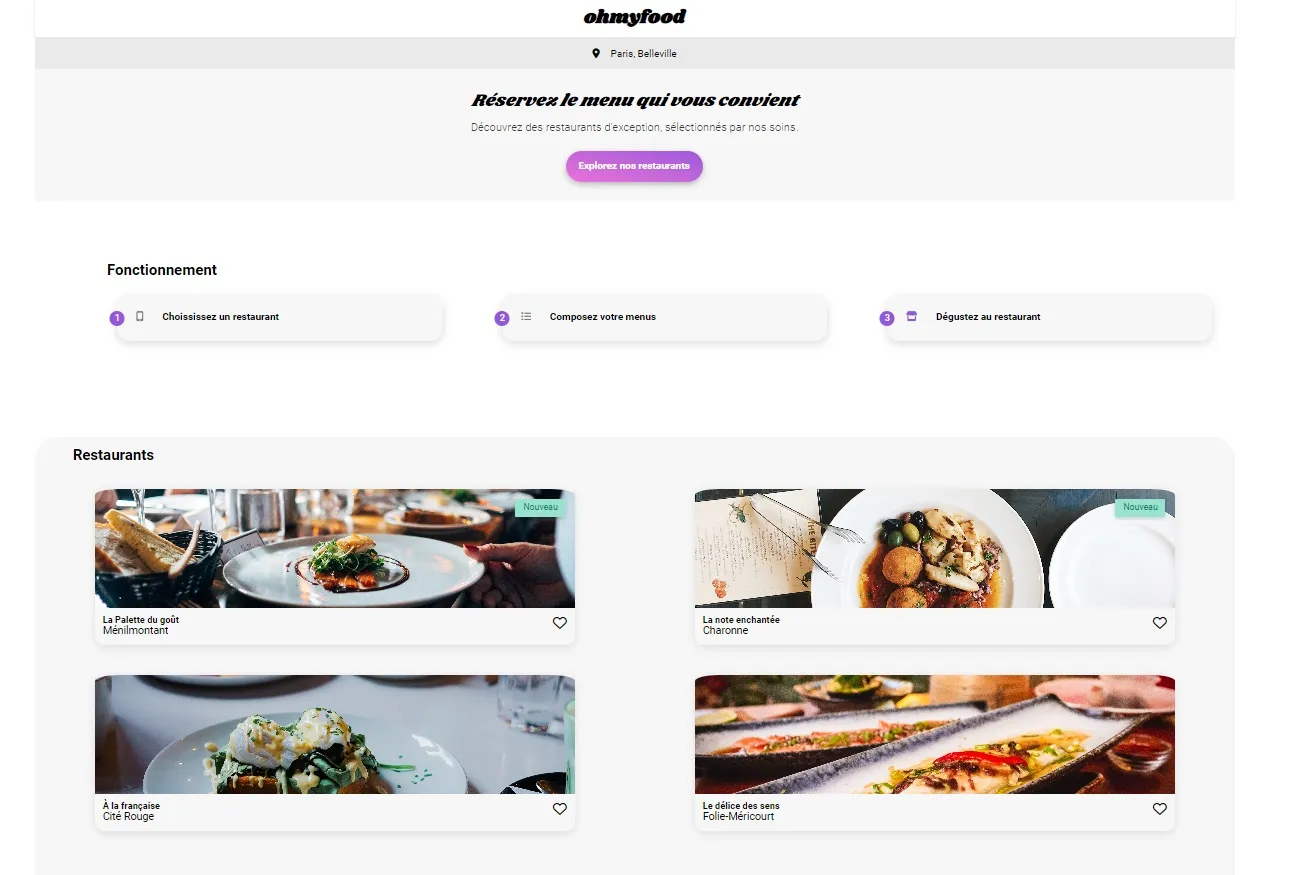 ohmyfood
Paris, Belleville
Réservez le menu qui vous convient
Découvrez des restaurants d'exception, sélectionnés par nos soins.
Explorez nos restaurants
Fonctionnement
1 Choississez un restaurant
2 Composez votre menus
3 Dégustez au restaurant
Restaurants
Nouveau
La Palette du goût
Ménilmontant
Nouveau
La note enchantée
Charonne
À la française
Cité Rouge
Le délice des sens
Folie-Méricourt